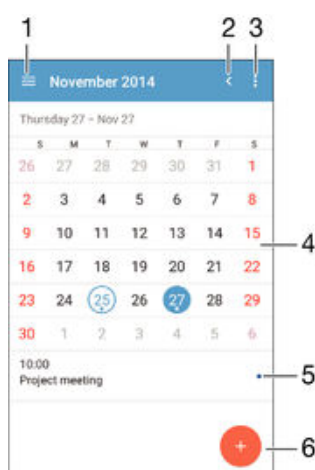 1 2 3
November 2014
Thursday 27 – Nov 27
S M T W T F S
26 27 28 29 30 31 1
2 3 4 5 6 7 8
9 10 11 12 13 14 15
4
16 17 18 19 20 21 22
23 24 25 26 27 28 29
30 1 2 3 4 5 6
10:00
Project meeting
5
+
6